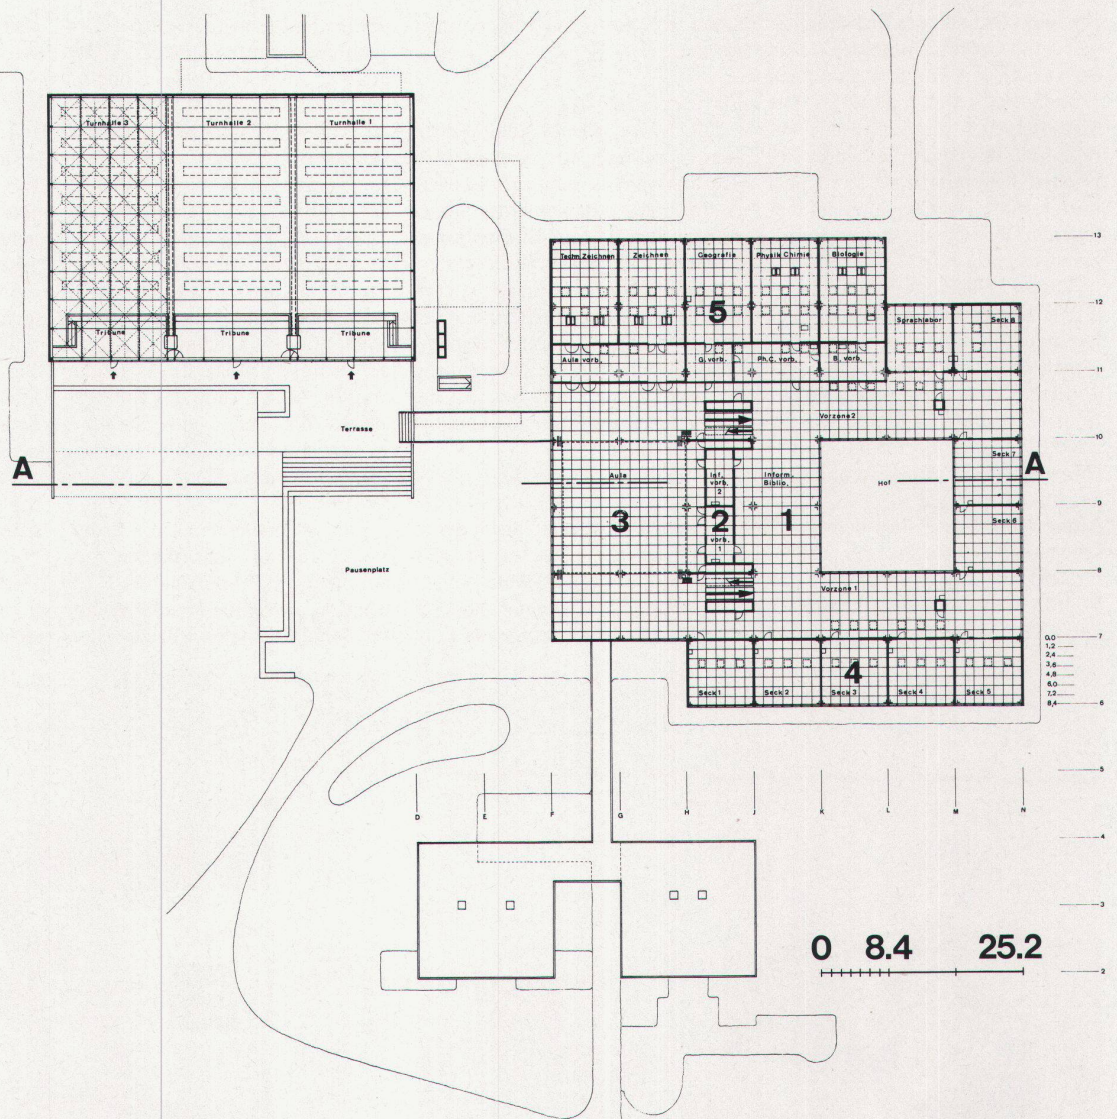 Turnhalle 3
Turnhalle 2
Turnhalle 1
Tribune
Tribune
Tribune
Terrasse
A
Pausenplatz
Techn. Zeichnen
Zeichnen
Geografie
Physik Chimie
Biologie
5
Sprachlabor
Seck 8
Aula vorb.
G. vorb.
Ph.C. vorb.
B. vorb.
Vorzone 2
Aula
Inf.
vorb.
2
Inform.
Biblio.
Hof
Seck 7
A
3
2
1
Seck 6
vorb.
1
Vorzone 1
4
Seck 1
Seck 2
Seck 3
Seck 4
Seck 5
13
12
11
10
9
8
7
0,0
1,2
2,4
3,6
4,8
6,0
7,2
8,4
6
5
D
E
F
G
H
J
K
L
M
N
4
3
0 8.4 25.2
2